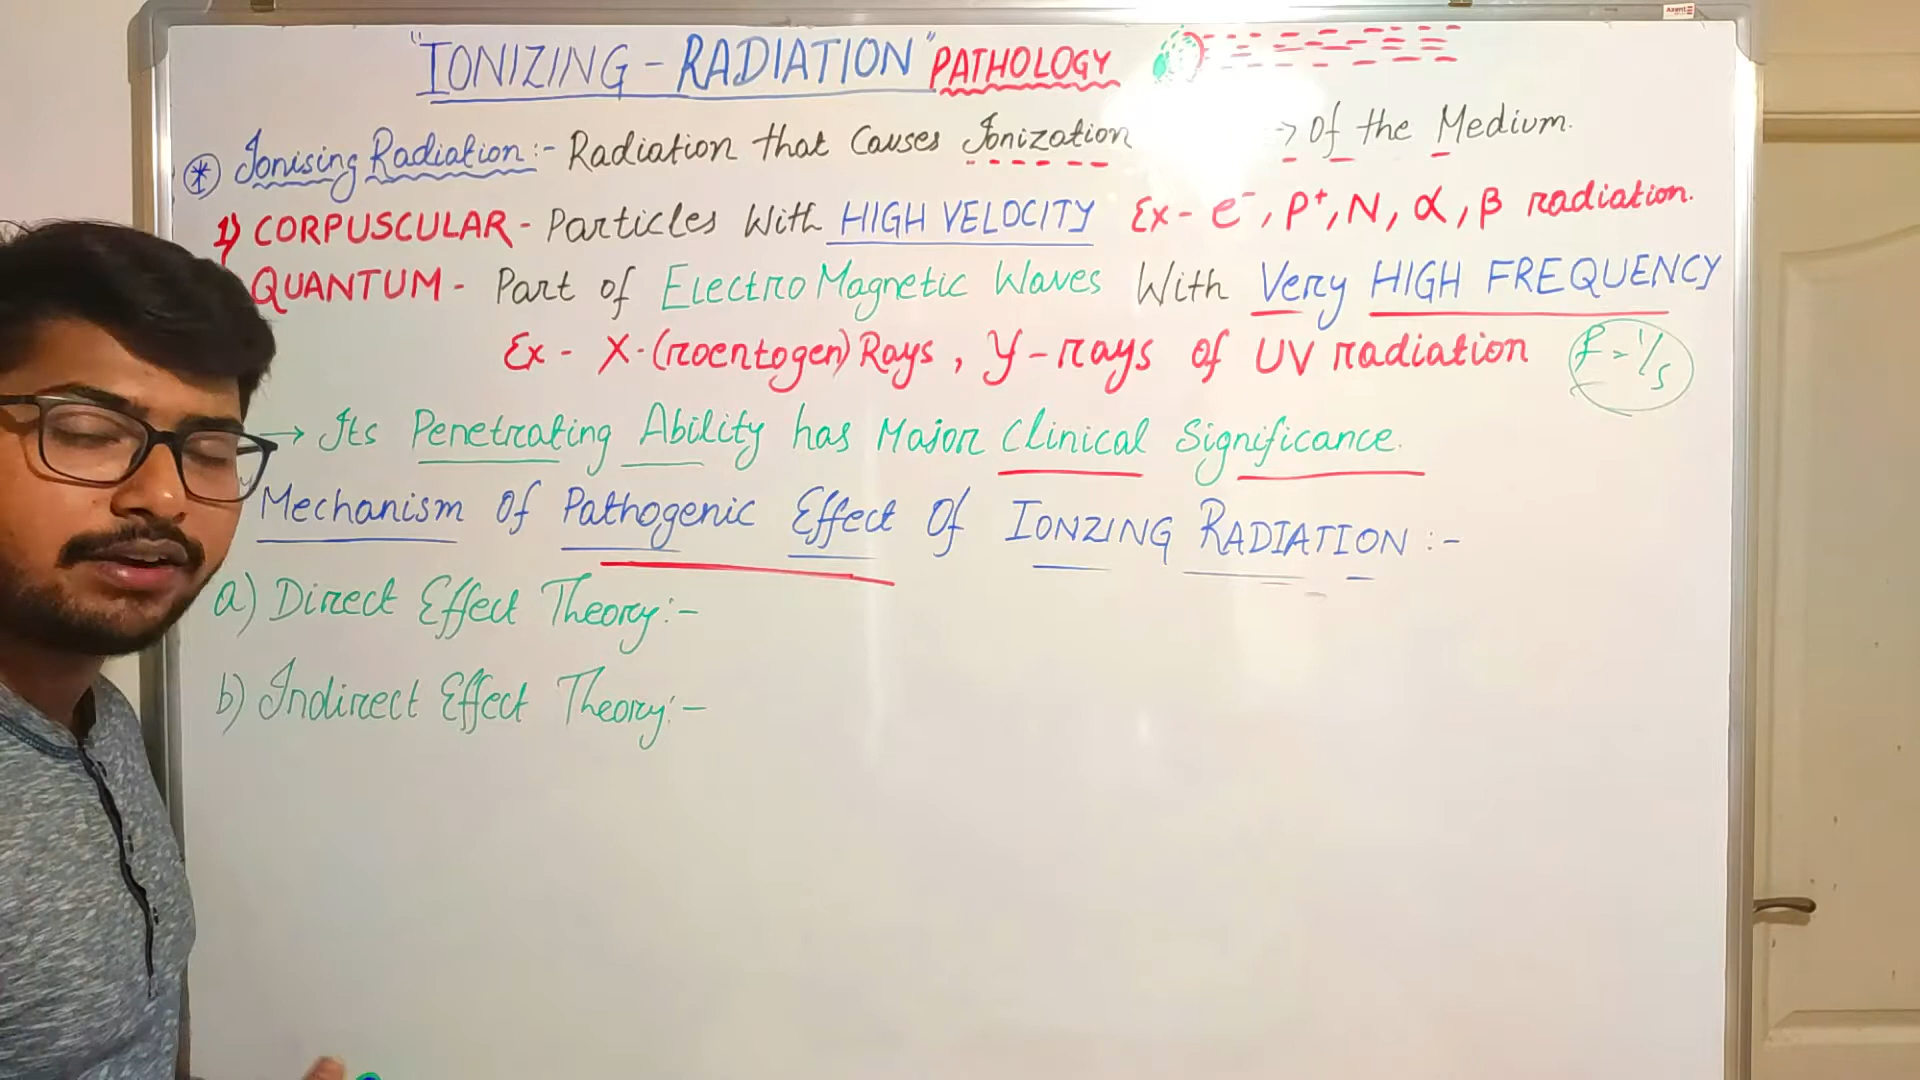 "IONIZING - RADIATION" PATHOLOGY
* Ionising Radiation :- Radiation that Causes Ionization → Of the Medium.
1) CORPUSCULAR - Particles With HIGH VELOCITY Ex - e⁻, P⁺, N, α, β radiation.
QUANTUM - Part of ElectroMagnetic Waves With Very HIGH FREQUENCY
Ex - X-(roentogen) Rays, Y-rays of UV radiation
→ Its Penetrating Ability has Major Clinical Significance.
Mechanism Of Pathogenic Effect Of IONZING RADIATION :-
a) Direct Effect Theory :-
b) Indirect Effect Theory :-